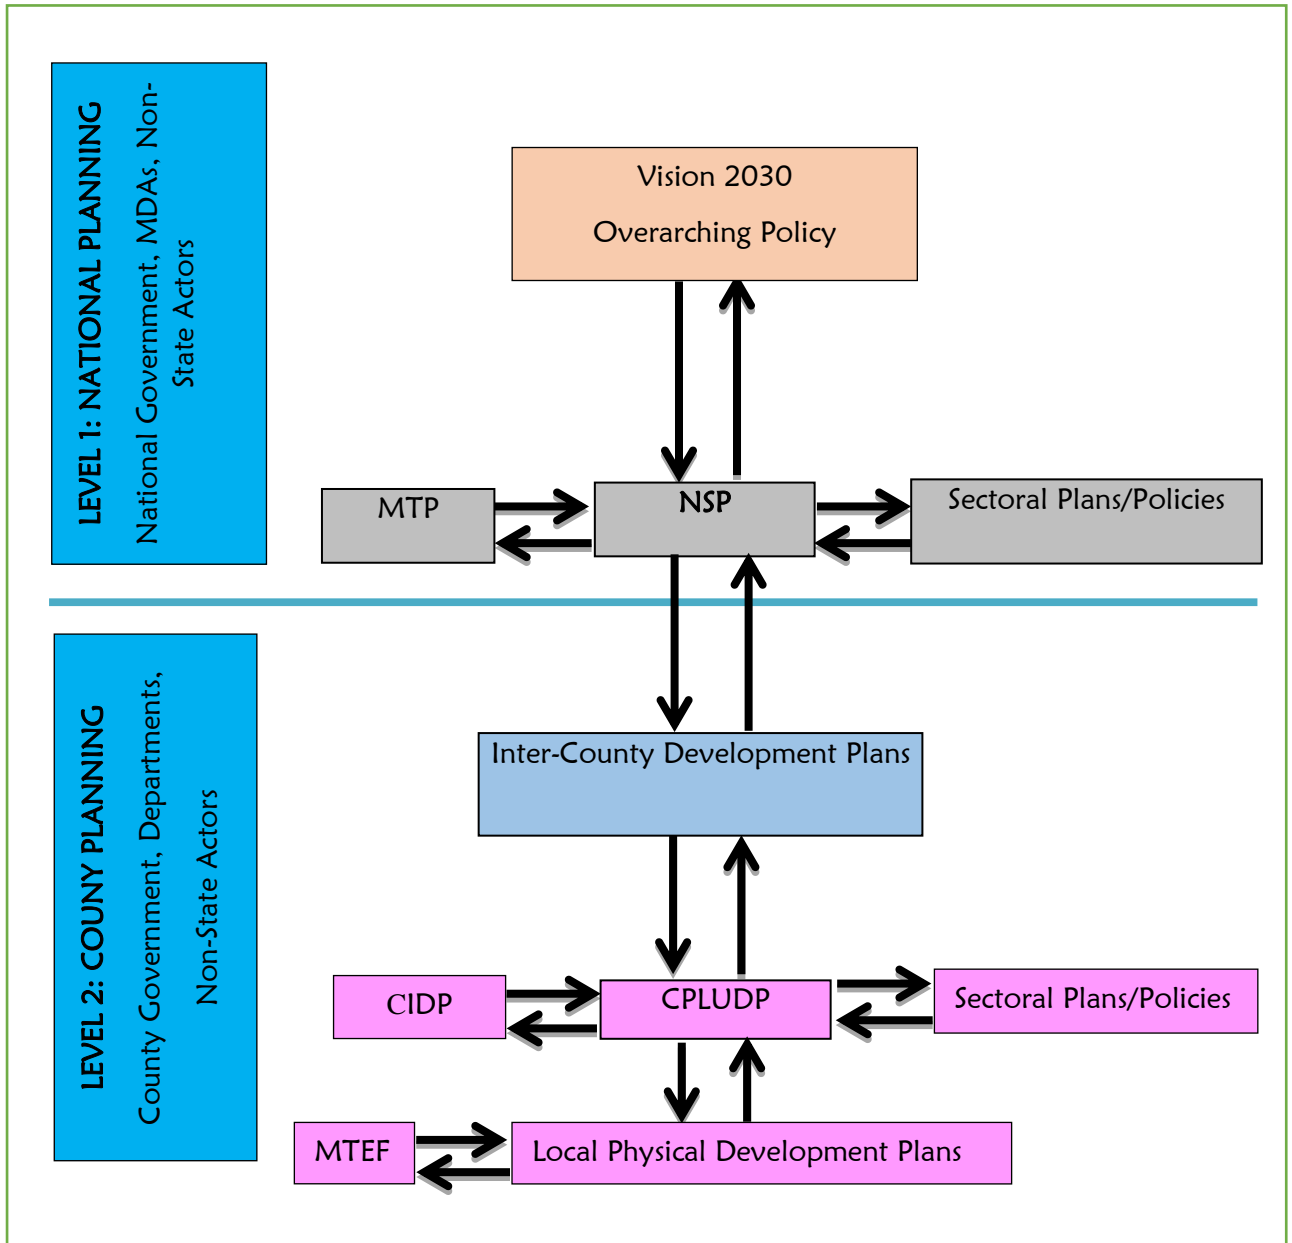 LEVEL 1: NATIONAL PLANNING
National Government, MDAs, Non-
State Actors
Vision 2030
Overarching Policy
MTP
NSP
Sectoral Plans/Policies
LEVEL 2: COUNY PLANNING
County Government, Departments,
Non-State Actors
Inter-County Development Plans
CIDP
CPLUDP
Sectoral Plans/Policies
MTEF
Local Physical Development Plans